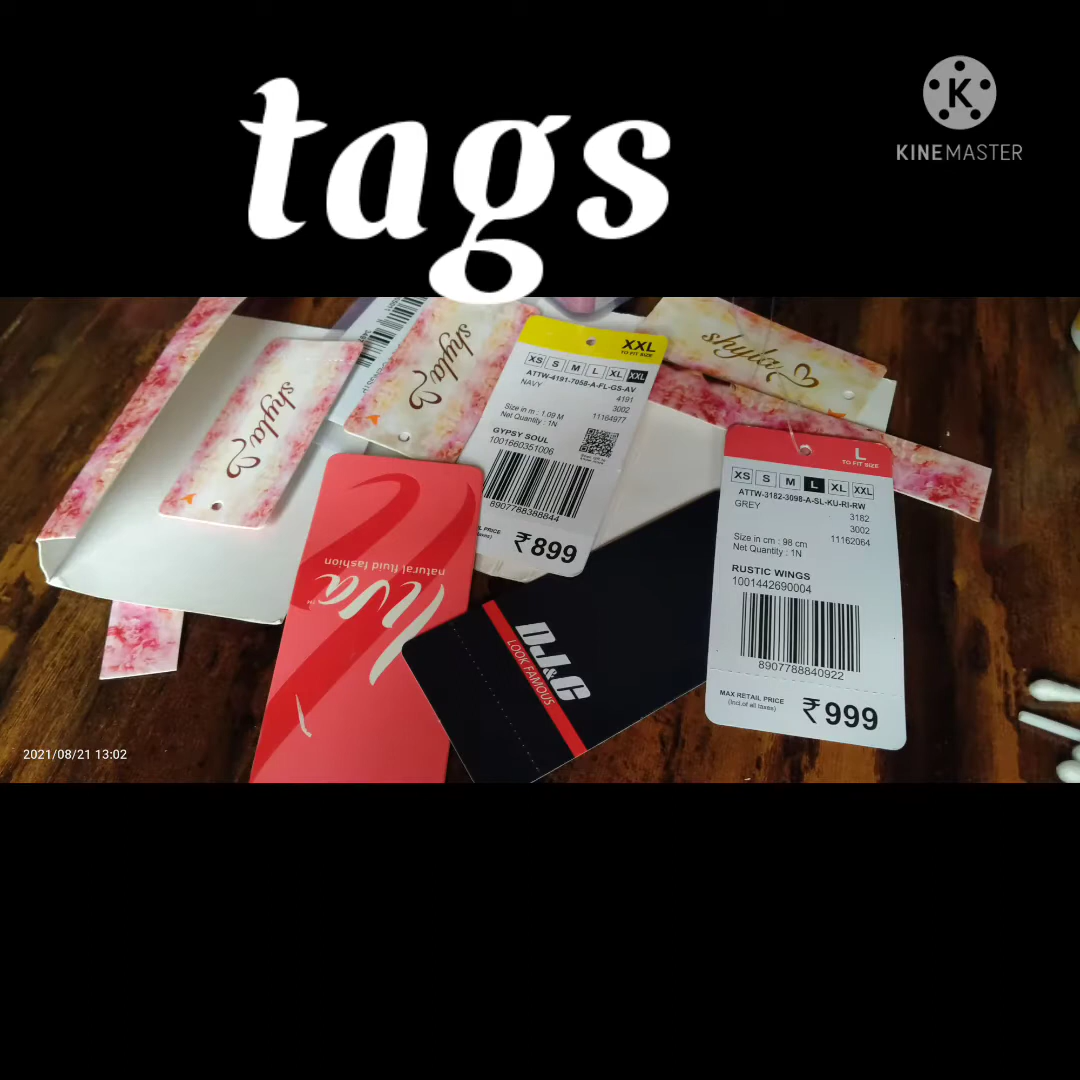 tags
KINEMASTER
shyla
shyla
shyla
XXL
TO FIT SIZE
XS S M L XL XXL
ATTW-4191-7058-A-FL-GS-AV
NAVY
4191
3002
Size in m : 1.09 M
11164977
Net Quantity : 1N
GYPSY SOUL
1001660351006
8907788388844
₹899
L
TO FIT SIZE
XS S M L XL XXL
ATTW-3182-3098-A-SL-KU-RI-RW
GREY
3182
3002
Size in cm : 98 cm
11162064
Net Quantity : 1N
RUSTIC WINGS
1001442690004
8907788840922
MAX RETAIL PRICE
(Incl.of all taxes)
₹999
natural fluid fashion
DJ&C
LOOK FAMOUS
2021/08/21 13:02